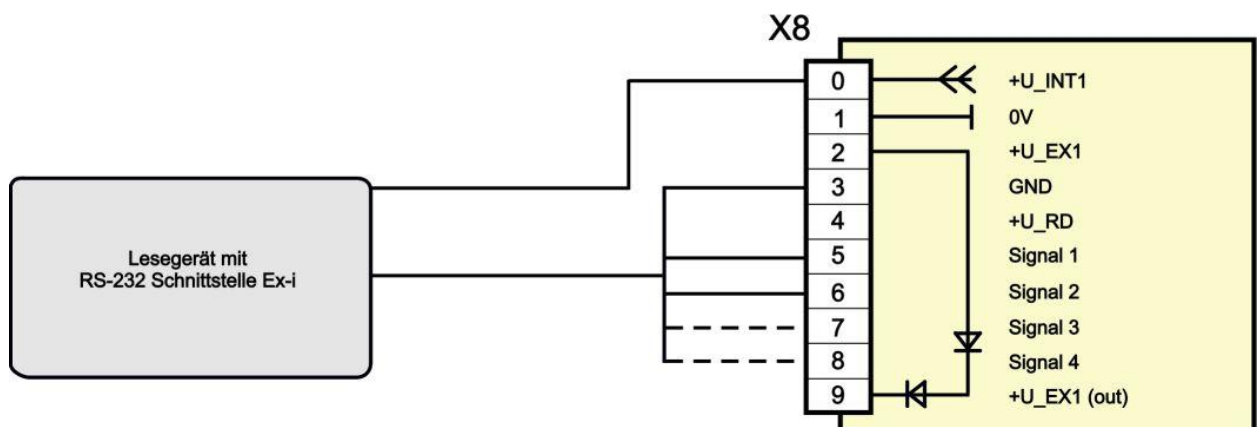 X8
0 +U_INT1
1 0V
2 +U_EX1
3 GND
4 +U_RD
5 Signal 1
6 Signal 2
7 Signal 3
8 Signal 4
9 +U_EX1 (out)
Lesegerät mit
RS-232 Schnittstelle Ex-i